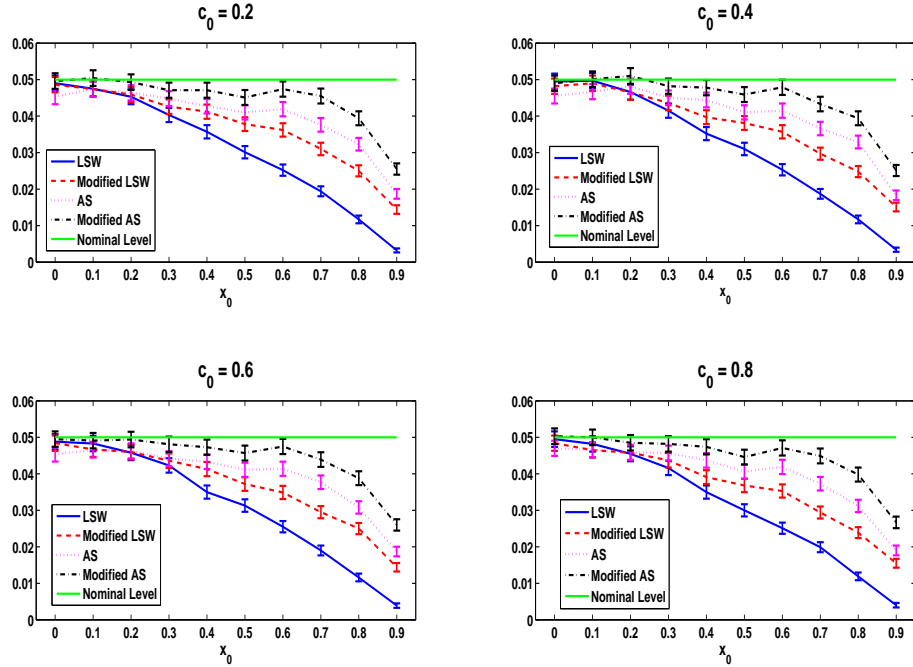 c_0 = 0.2
0.06
0.05
0.04
0.03
0.02
0.01
0
LSW
Modified LSW
AS
Modified AS
Nominal Level
0 0.1 0.2 0.3 0.4 0.5 0.6 0.7 0.8 0.9
x_0
c_0 = 0.4
0.06
0.05
0.04
0.03
0.02
0.01
0
LSW
Modified LSW
AS
Modified AS
Nominal Level
0 0.1 0.2 0.3 0.4 0.5 0.6 0.7 0.8 0.9
x_0
c_0 = 0.6
0.06
0.05
0.04
0.03
0.02
0.01
0
LSW
Modified LSW
AS
Modified AS
Nominal Level
0 0.1 0.2 0.3 0.4 0.5 0.6 0.7 0.8 0.9
x_0
c_0 = 0.8
0.06
0.05
0.04
0.03
0.02
0.01
0
LSW
Modified LSW
AS
Modified AS
Nominal Level
0 0.1 0.2 0.3 0.4 0.5 0.6 0.7 0.8 0.9
x_0